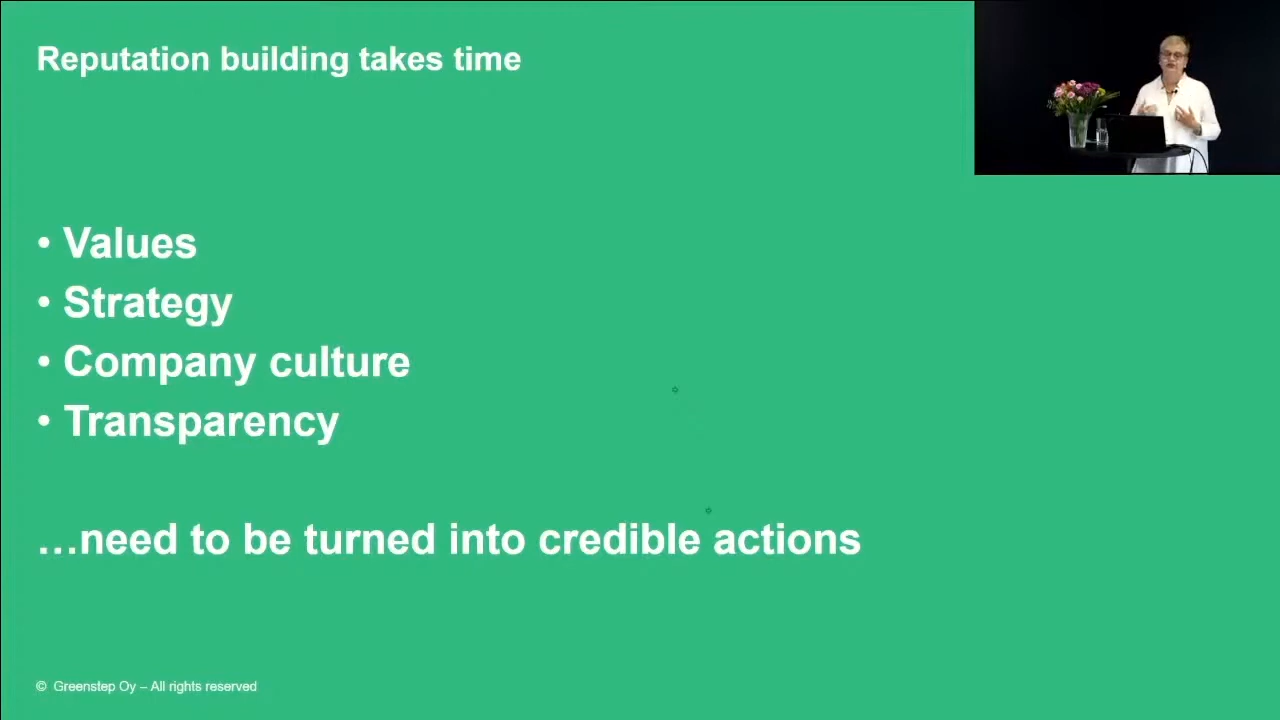 Reputation building takes time
• Values
• Strategy
• Company culture
• Transparency
…need to be turned into credible actions
© Greenstep Oy – All rights reserved